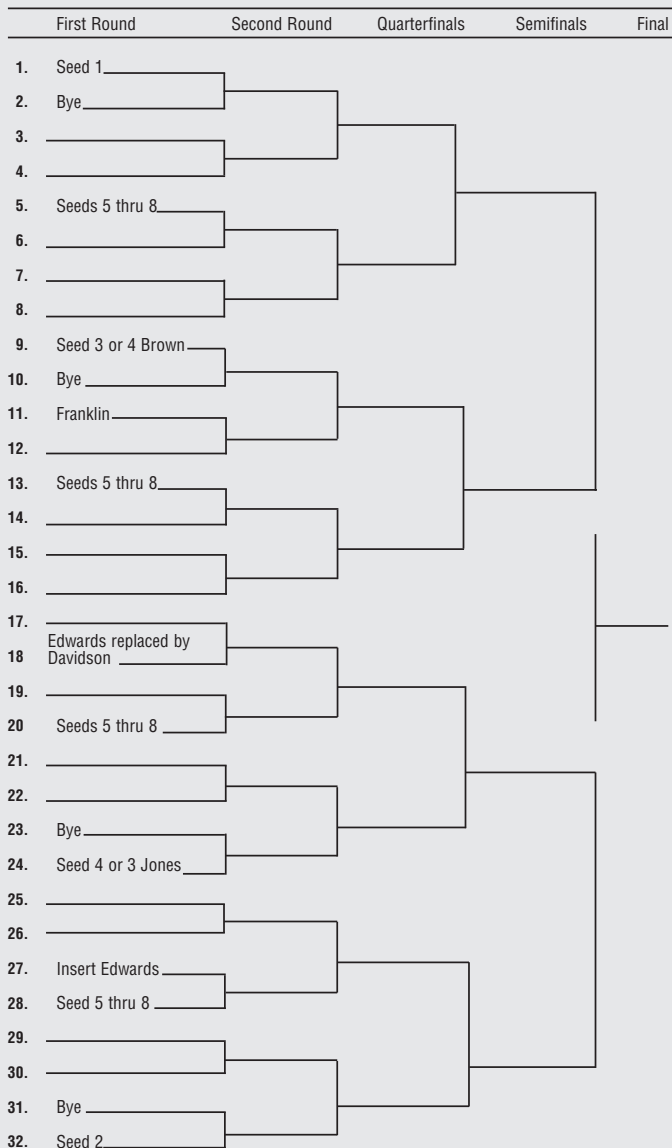 First Round Second Round Quarterfinals Semifinals Final
1. Seed 1
2. Bye
3.
4.
5. Seeds 5 thru 8
6.
7.
8.
9. Seed 3 or 4 Brown
10. Bye
11. Franklin
12.
13. Seeds 5 thru 8
14.
15.
16.
17.
Edwards replaced by
18 Davidson
19.
20 Seeds 5 thru 8
21.
22.
23. Bye
24. Seed 4 or 3 Jones
25.
26.
27. Insert Edwards
28. Seed 5 thru 8
29.
30.
31. Bye
32. Seed 2